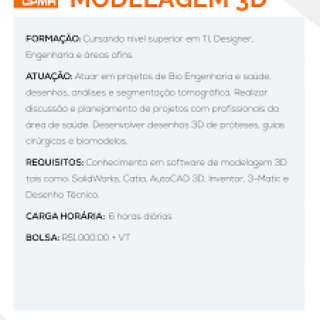 CPMH MODELAGEM 3D
FORMAÇÃO: Cursando nível superior em TI, Designer,
Engenharia e áreas afins.
ATUAÇÃO: Atuar em projetos de Bio Engenharia e saúde,
desenhos, análises e segmentação tomográfica. Realizar
discussão e planejamento de projetos com profissionais da
área de saúde. Desenvolver desenhos 3D de próteses, guias
cirúrgicos e biomodelos.
REQUISITOS: Conhecimento em software de modelagem 3D
tais como: SolidWorks, Catia, AutoCAD 3D, Inventor, 3-Matic e
Desenho Técnico.
CARGA HORÁRIA: 6 horas diárias
BOLSA: R$1.000,00 + VT